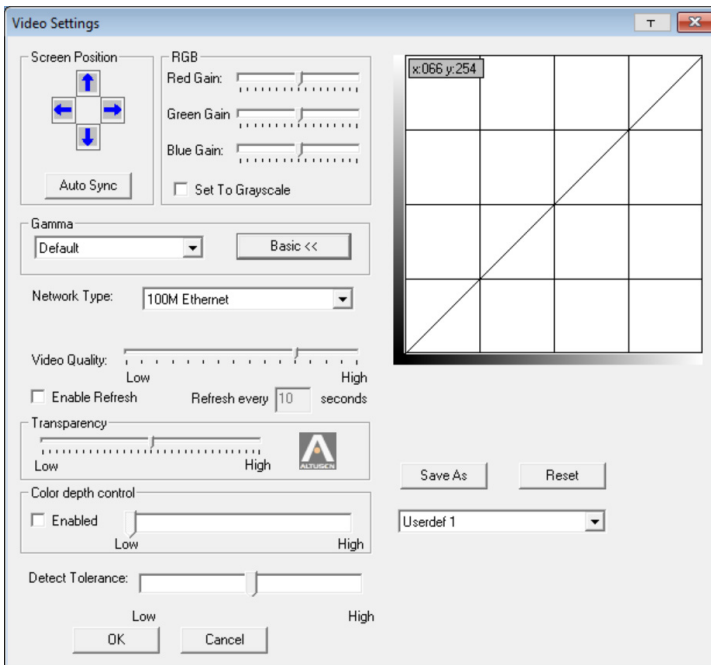 Video Settings
Screen Position
Auto Sync
RGB
Red Gain:
Green Gain
Blue Gain:
Set To Grayscale
x:066 y:254
Gamma
Default
Basic <<
Network Type:
100M Ethernet
Video Quality:
Low High
Enable Refresh Refresh every 10 seconds
Transparency
Low High
ALTUSEN
Color depth control
Enabled
Low High
Detect Tolerance:
Low High
OK Cancel
Save As Reset
Userdef 1